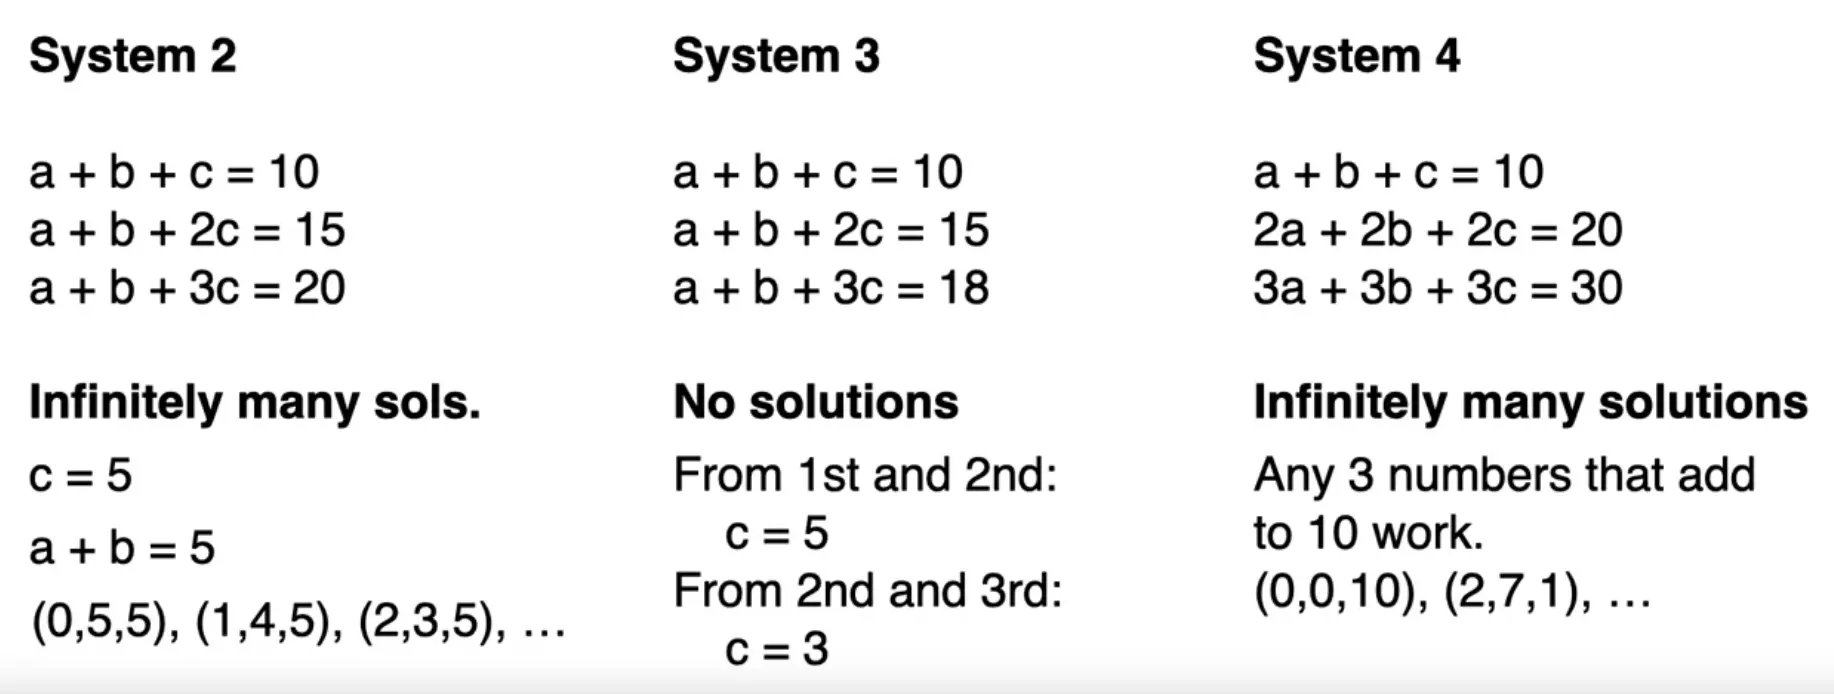 System 2
a + b + c = 10
a + b + 2c = 15
a + b + 3c = 20
Infinitely many sols.
c = 5
a + b = 5
(0,5,5), (1,4,5), (2,3,5), …
System 3
a + b + c = 10
a + b + 2c = 15
a + b + 3c = 18
No solutions
From 1st and 2nd:
c = 5
From 2nd and 3rd:
c = 3
System 4
a + b + c = 10
2a + 2b + 2c = 20
3a + 3b + 3c = 30
Infinitely many solutions
Any 3 numbers that add
to 10 work.
(0,0,10), (2,7,1), …